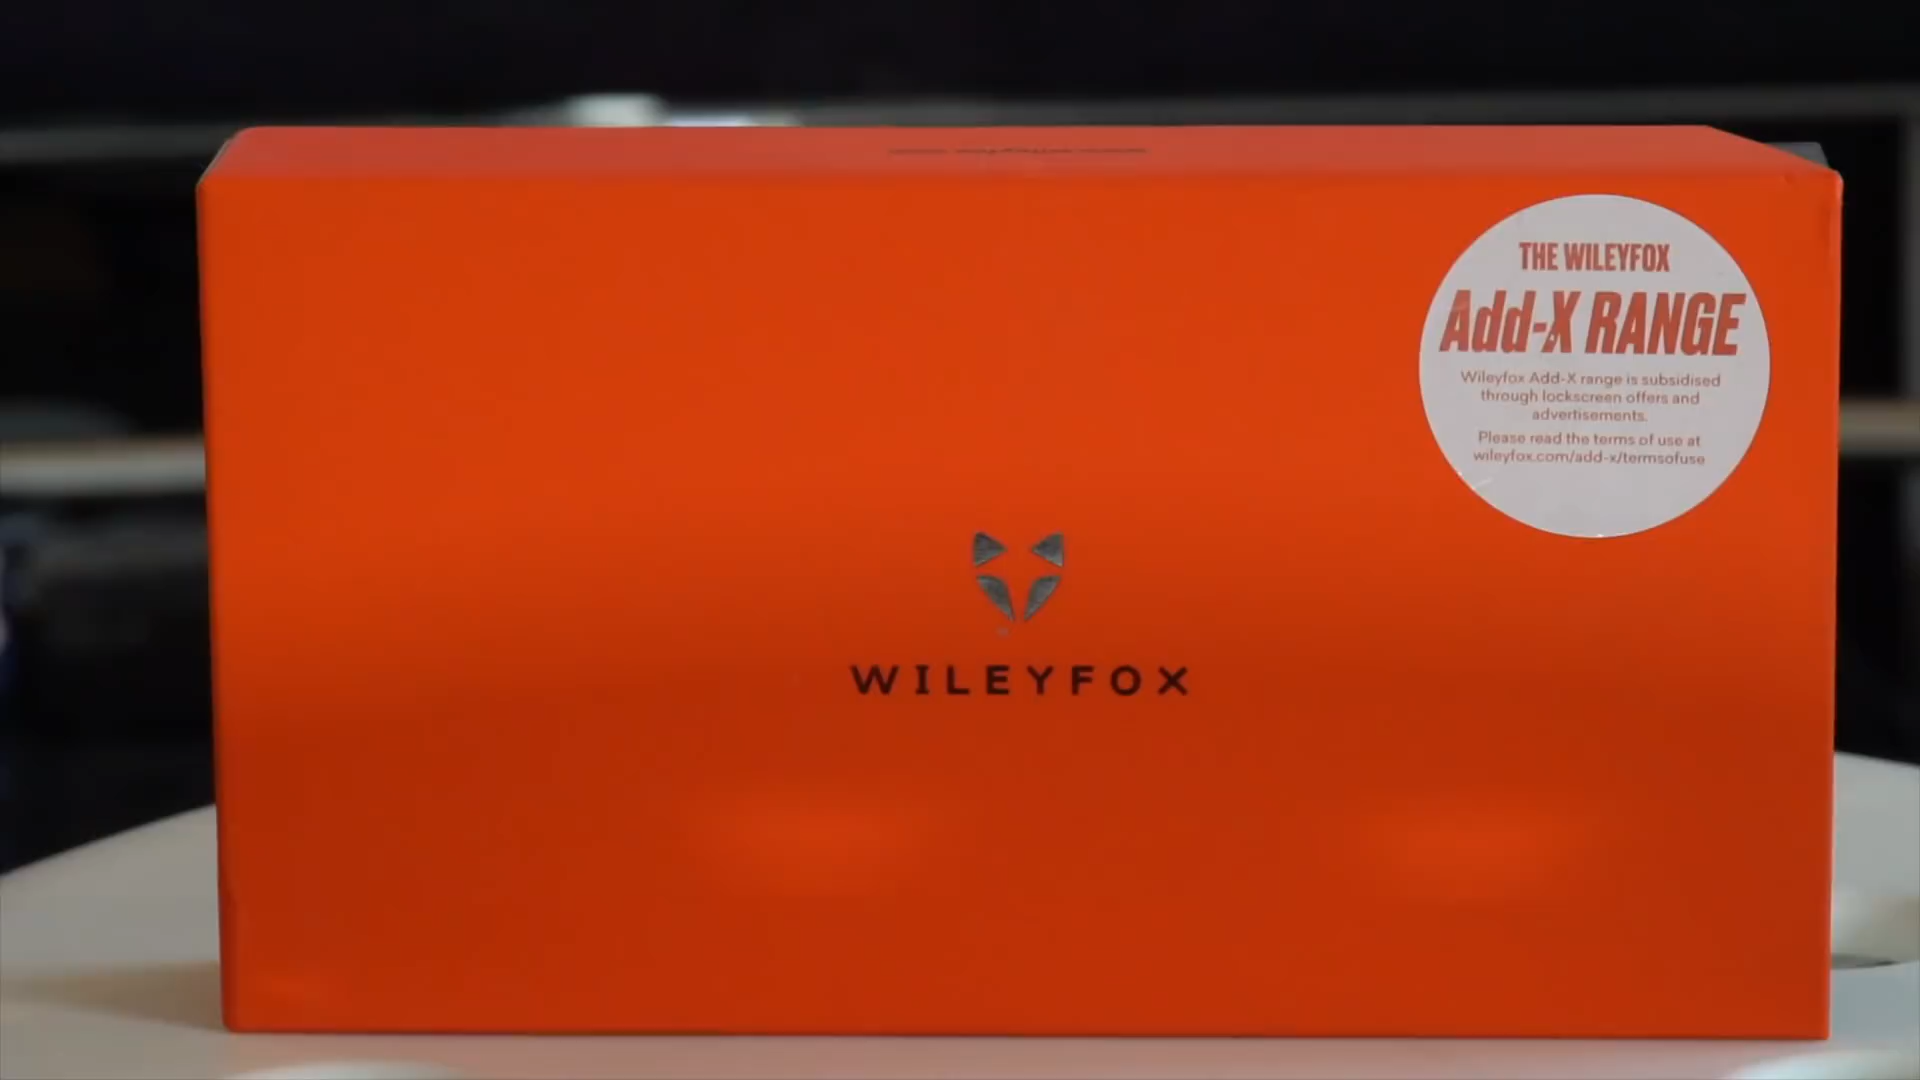 THE WILEYFOX
Add-X RANGE
Wileyfox Add-X range is subsidised
through lockscreen offers and
advertisements.
Please read the terms of use at
wileyfox.com/add-x/termsofuse
WILEYFOX